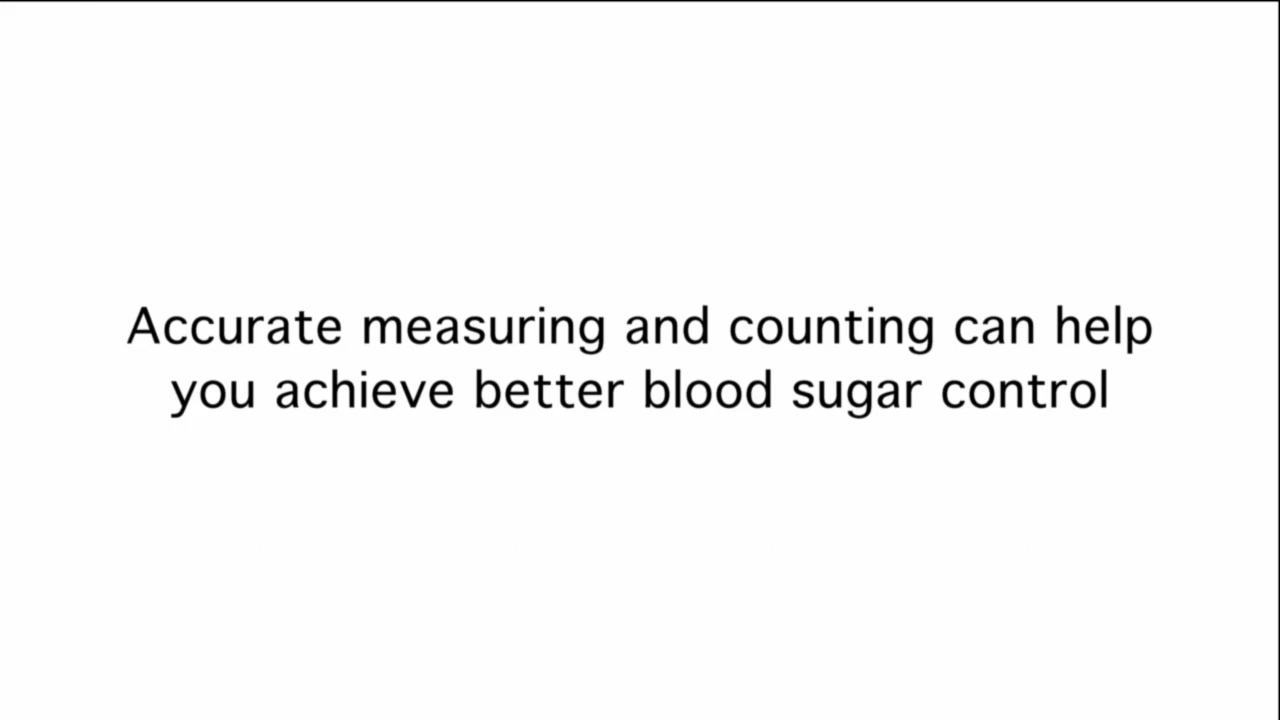 Accurate measuring and counting can help
you achieve better blood sugar control